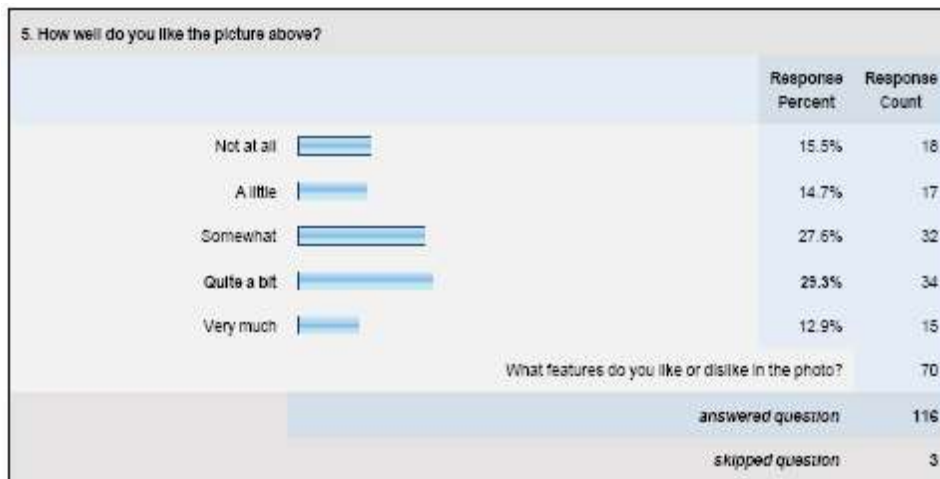 5. How well do you like the picture above?
Response Percent Response Count
Not at all 15.5% 18
A little 14.7% 17
Somewhat 27.6% 32
Quite a bit 29.3% 34
Very much 12.9% 15
What features do you like or dislike in the photo? 70
answered question 116
skipped question 3